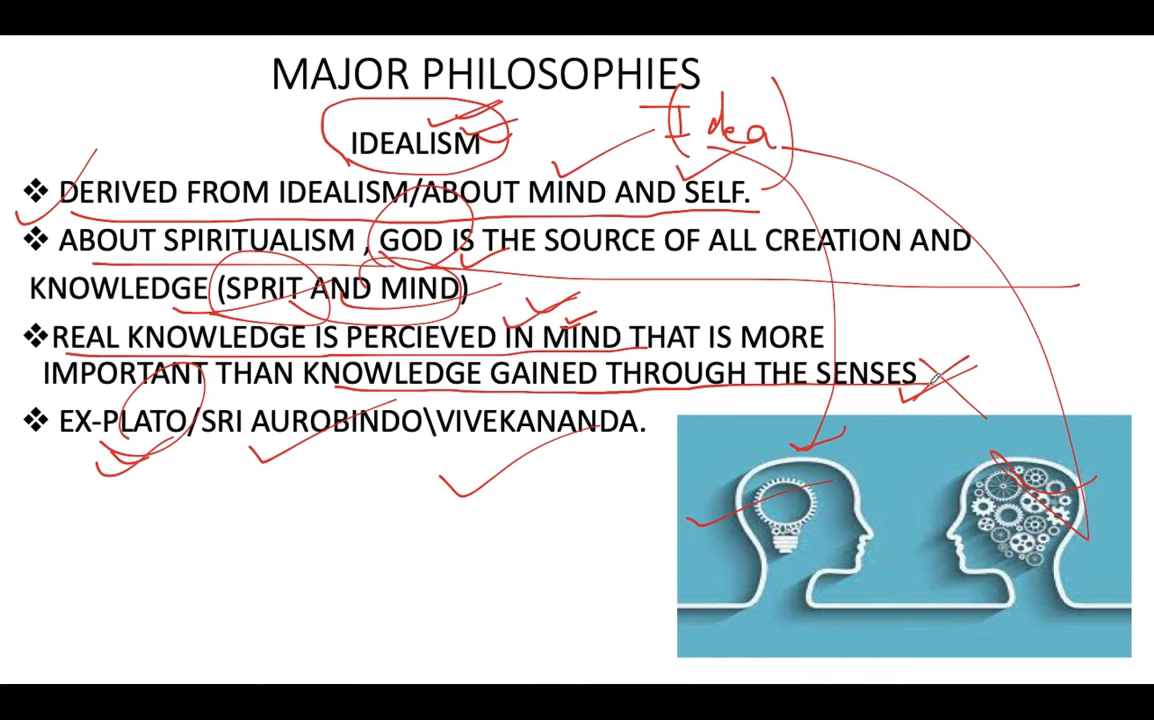 MAJOR PHILOSOPHIES
IDEALISM
Idea
❖ DERIVED FROM IDEALISM/ABOUT MIND AND SELF.
❖ ABOUT SPIRITUALISM , GOD IS THE SOURCE OF ALL CREATION AND
KNOWLEDGE (SPRIT AND MIND)
❖REAL KNOWLEDGE IS PERCIEVED IN MIND THAT IS MORE
IMPORTANT THAN KNOWLEDGE GAINED THROUGH THE SENSES
❖ EX-PLATO/SRI AUROBINDO\VIVEKANANDA.